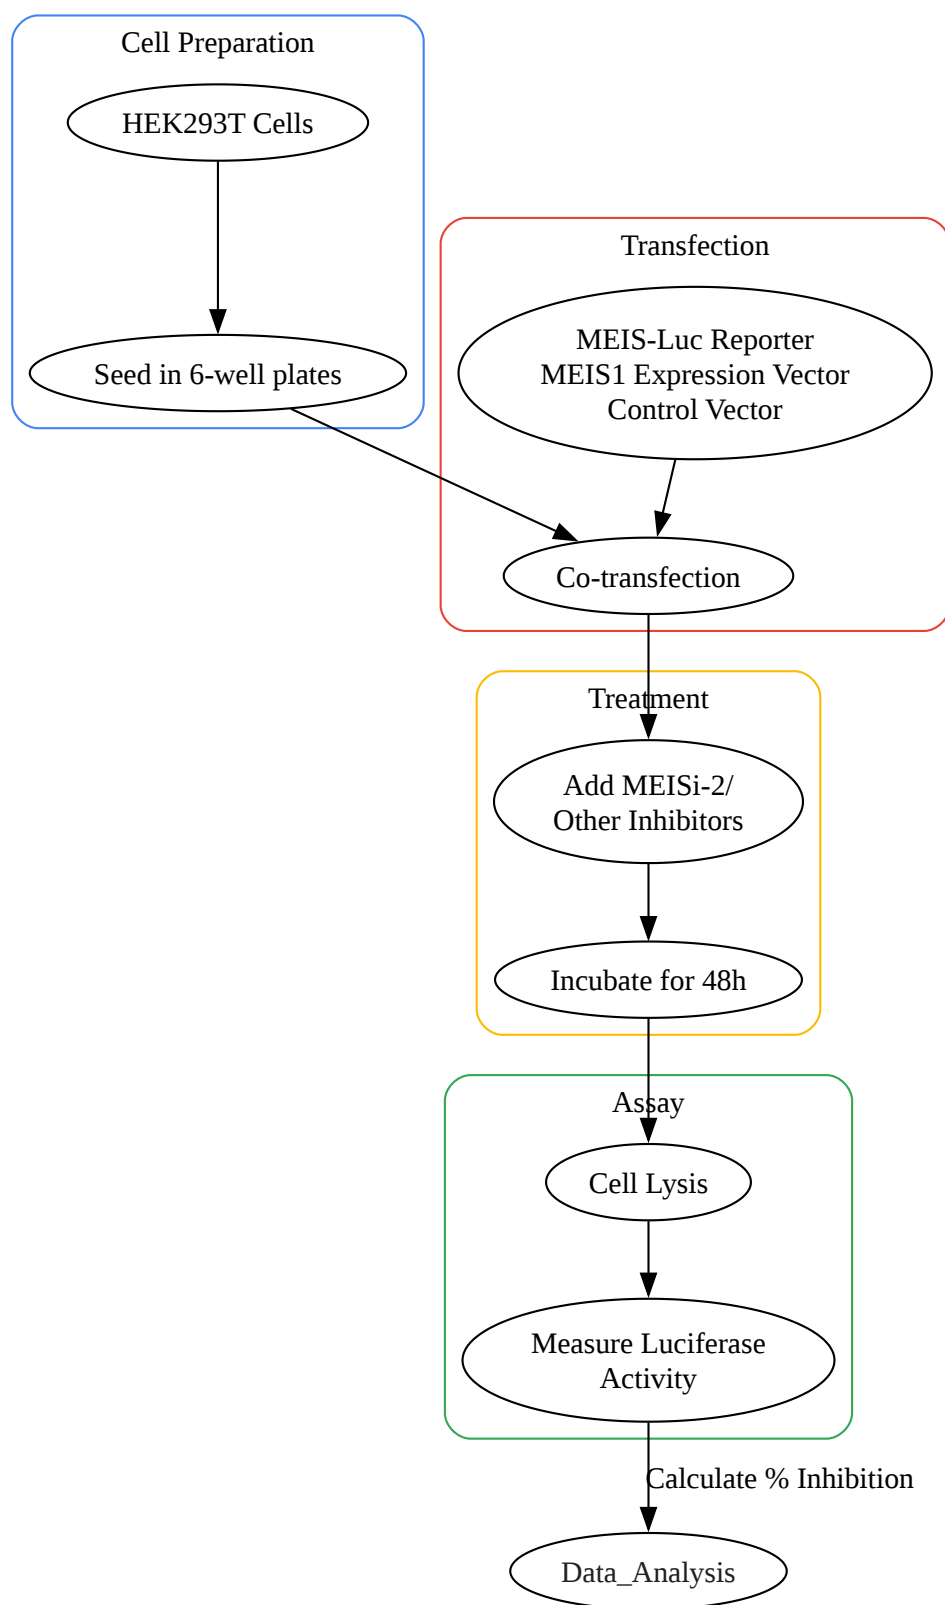 Cell Preparation
HEK293T Cells
Seed in 6-well plates
Transfection
MEIS-Luc Reporter
MEIS1 Expression Vector
Control Vector
Co-transfection
Treatment
Add MEISi-2/
Other Inhibitors
Incubate for 48h
Assay
Cell Lysis
Measure Luciferase
Activity
Calculate % Inhibition
Data_Analysis